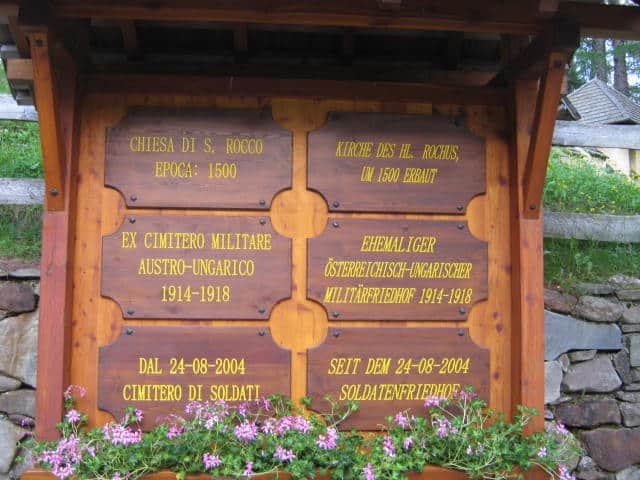 CHIESA DI S. ROCCO
EPOCA: 1500
KIRCHE DES HL. ROCHUS,
UM 1500 ERBAUT
EX CIMITERO MILITARE
AUSTRO-UNGARICO
1914-1918
EHEMALIGER
ÖSTERREICHISCH-UNGARISCHER
MILITÄRFRIEDHOF 1914-1918
DAL 24-08-2004
CIMITERO DI SOLDATI
SEIT DEM 24-08-2004
SOLDATENFRIEDHOF